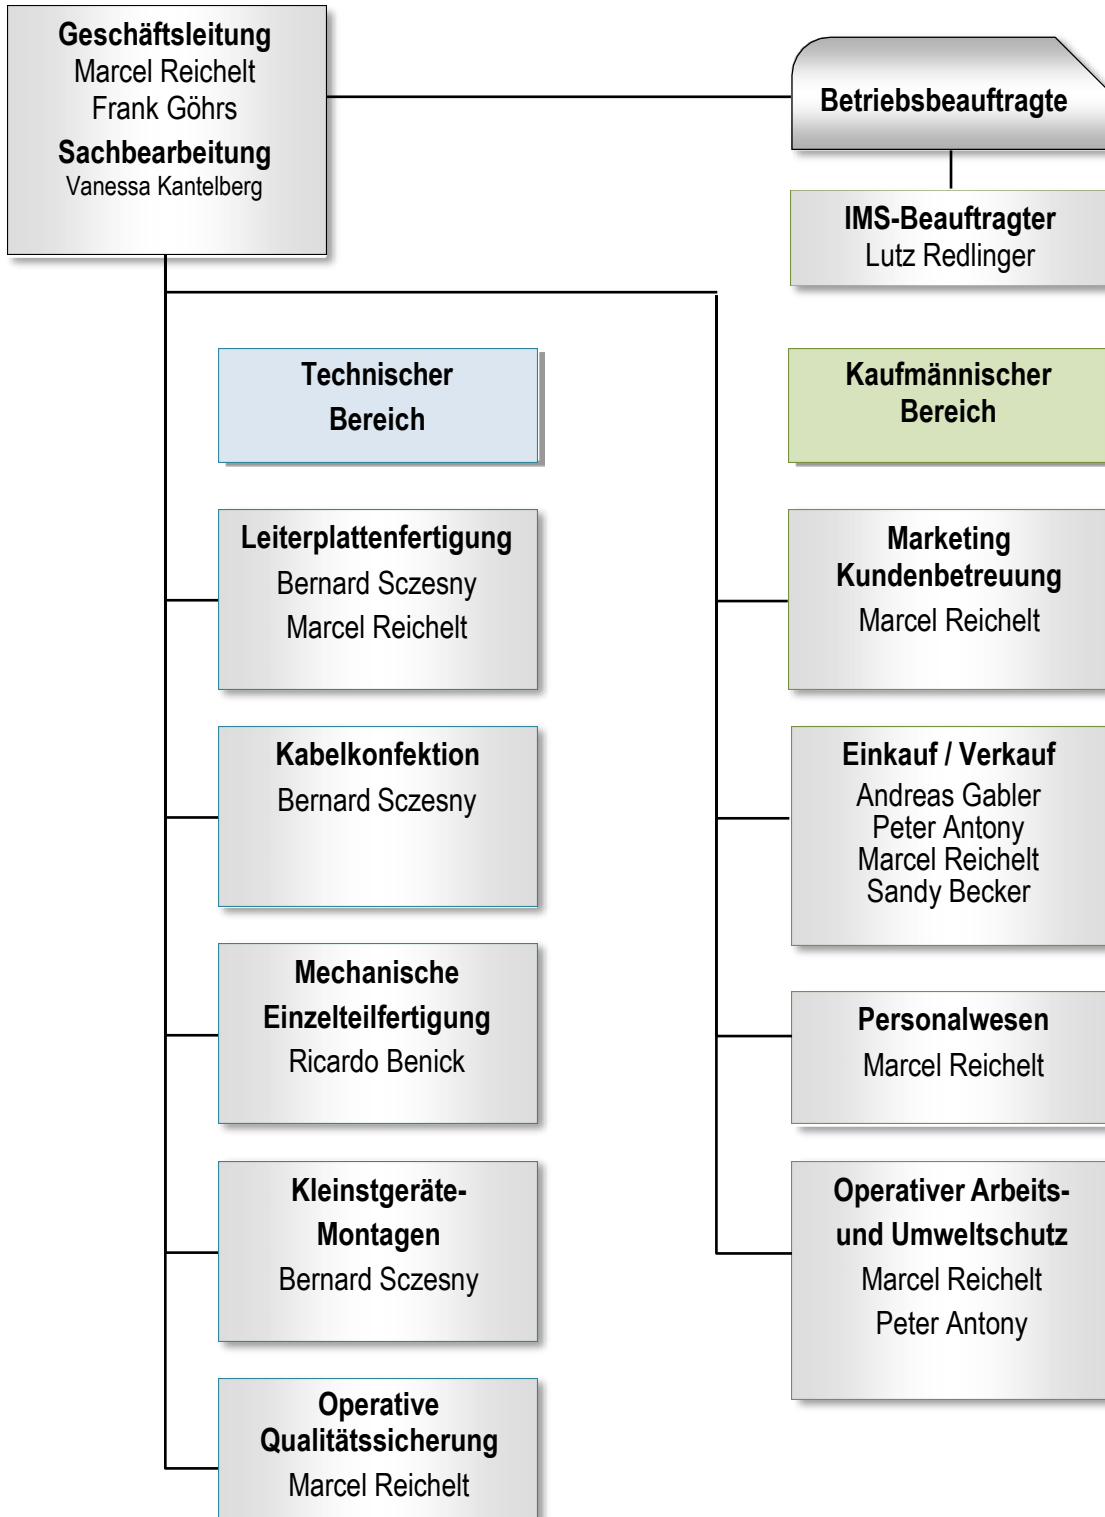 Geschäftsleitung
Marcel Reichelt
Frank Göhrs
Sachbearbeitung
Vanessa Kantelberg
Betriebsbeauftragte
IMS-Beauftragter
Lutz Redlinger
Technischer
Bereich
Leiterplattenfertigung
Bernard Sczesny
Marcel Reichelt
Kabelkonfektion
Bernard Sczesny
Mechanische
Einzelteilfertigung
Ricardo Benick
Kleinstgeräte-
Montagen
Bernard Sczesny
Operative
Qualitätssicherung
Marcel Reichelt
Kaufmännischer
Bereich
Marketing
Kundenbetreuung
Marcel Reichelt
Einkauf / Verkauf
Andreas Gabler
Peter Antony
Marcel Reichelt
Sandy Becker
Personalwesen
Marcel Reichelt
Operativer Arbeits-
und Umweltschutz
Marcel Reichelt
Peter Antony